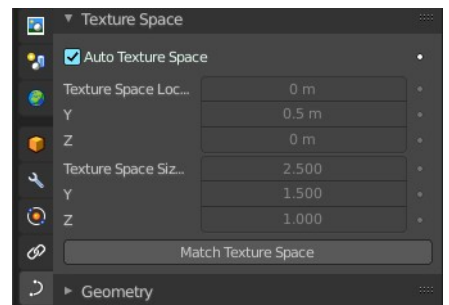 Texture Space
Auto Texture Space
Texture Space Loc... 0 m
Y 0.5 m
Z 0 m
Texture Space Siz... 2.500
Y 1.500
Z 1.000
Match Texture Space
Geometry